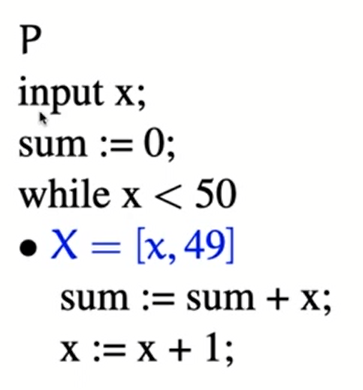 P
input x;
sum := 0;
while x < 50
• X = [x, 49]
sum := sum + x;
x := x + 1;